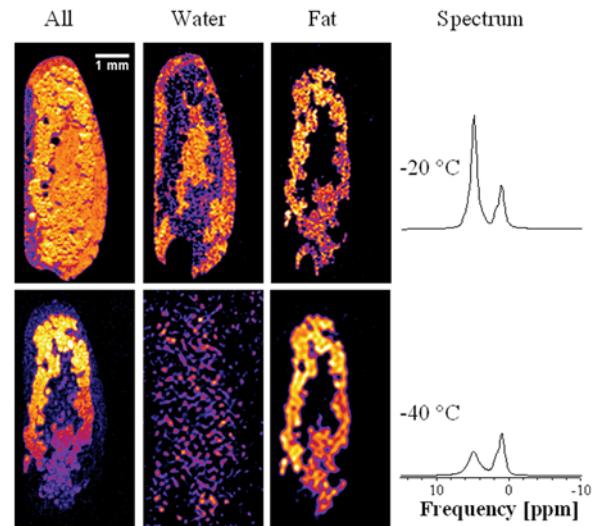 All Water Fat Spectrum
1 mm
-20 °C
-40 °C
10 0 -10
Frequency [ppm]